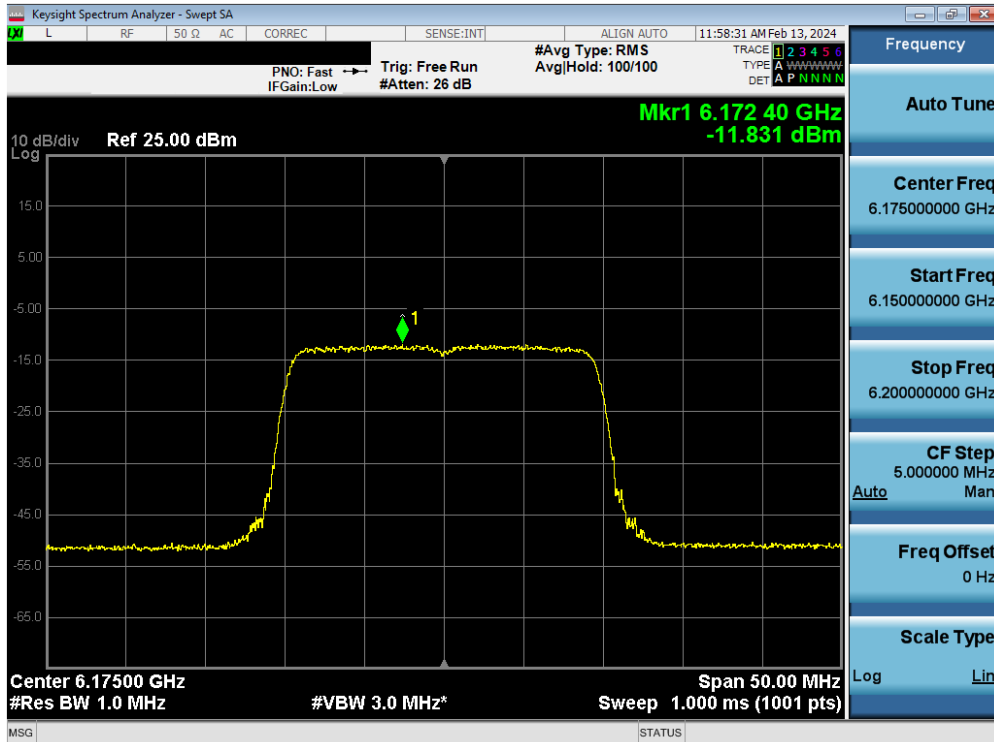 Keysight Spectrum Analyzer - Swept SA
LXI L RF 50 Ω AC CORREC SENSE:INT ALIGN AUTO 11:58:31 AM Feb 13, 2024
PNO: Fast
IFGain:Low
Trig: Free Run
#Atten: 26 dB
#Avg Type: RMS
Avg|Hold: 100/100
TRACE 1 2 3 4 5 6
TYPE A WWWWW
DET A P N N N N
Mkr1 6.172 40 GHz
-11.831 dBm
10 dB/div Ref 25.00 dBm
Log
15.0
5.00
-5.00
1
-15.0
-25.0
-35.0
-45.0
-55.0
-65.0
Center 6.17500 GHz Span 50.00 MHz
#Res BW 1.0 MHz #VBW 3.0 MHz* Sweep 1.000 ms (1001 pts)
MSG STATUS
Frequency
Auto Tune
Center Freq
6.175000000 GHz
Start Freq
6.150000000 GHz
Stop Freq
6.200000000 GHz
CF Step
5.000000 MHz
Auto Man
Freq Offset
0 Hz
Scale Type
Log Lin